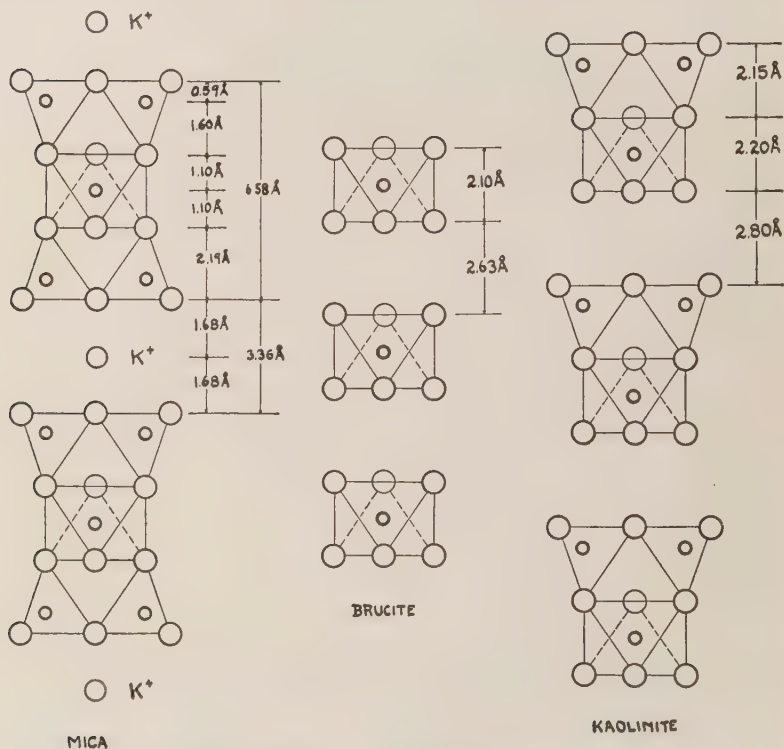 K+
0.59Å
1.60Å
1.10Å
1.10Å
2.19Å
1.68Å
1.68Å
6.58Å
3.36Å
K+
K+
MICA
2.10Å
2.63Å
BRUCITE
2.15Å
2.20Å
2.80Å
KAOLINITE